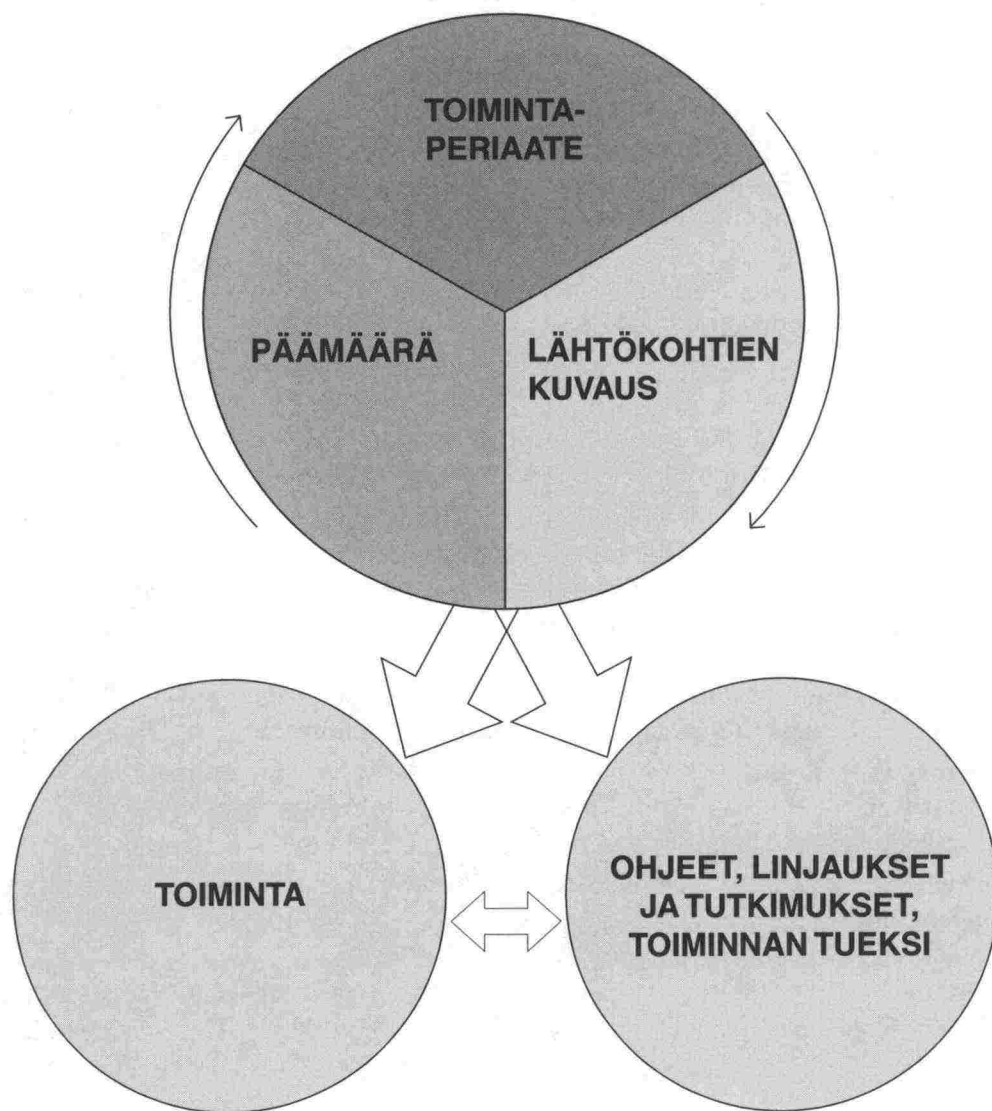 TOIMINTA-
PERIAATE
PÄÄMÄÄRÄ
LÄHTÖKOHTIEN
KUVAUS
TOIMINTA
OHJEET, LINJAUKSET
JA TUTKIMUKSET,
TOIMINNAN TUEKSI